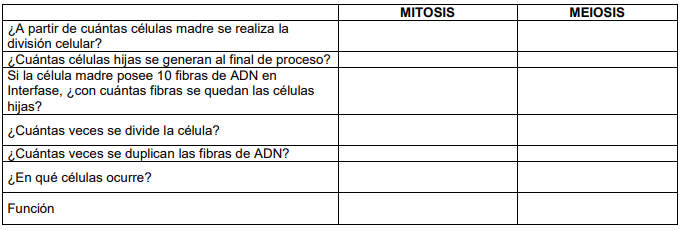 MITOSIS MEIOSIS
¿A partir de cuántas células madre se realiza la
división celular?
¿Cuántas células hijas se generan al final de proceso?
Si la célula madre posee 10 fibras de ADN en
Interfase, ¿con cuántas fibras se quedan las células
hijas?
¿Cuántas veces se divide la célula?
¿Cuántas veces se duplican las fibras de ADN?
¿En qué células ocurre?
Función